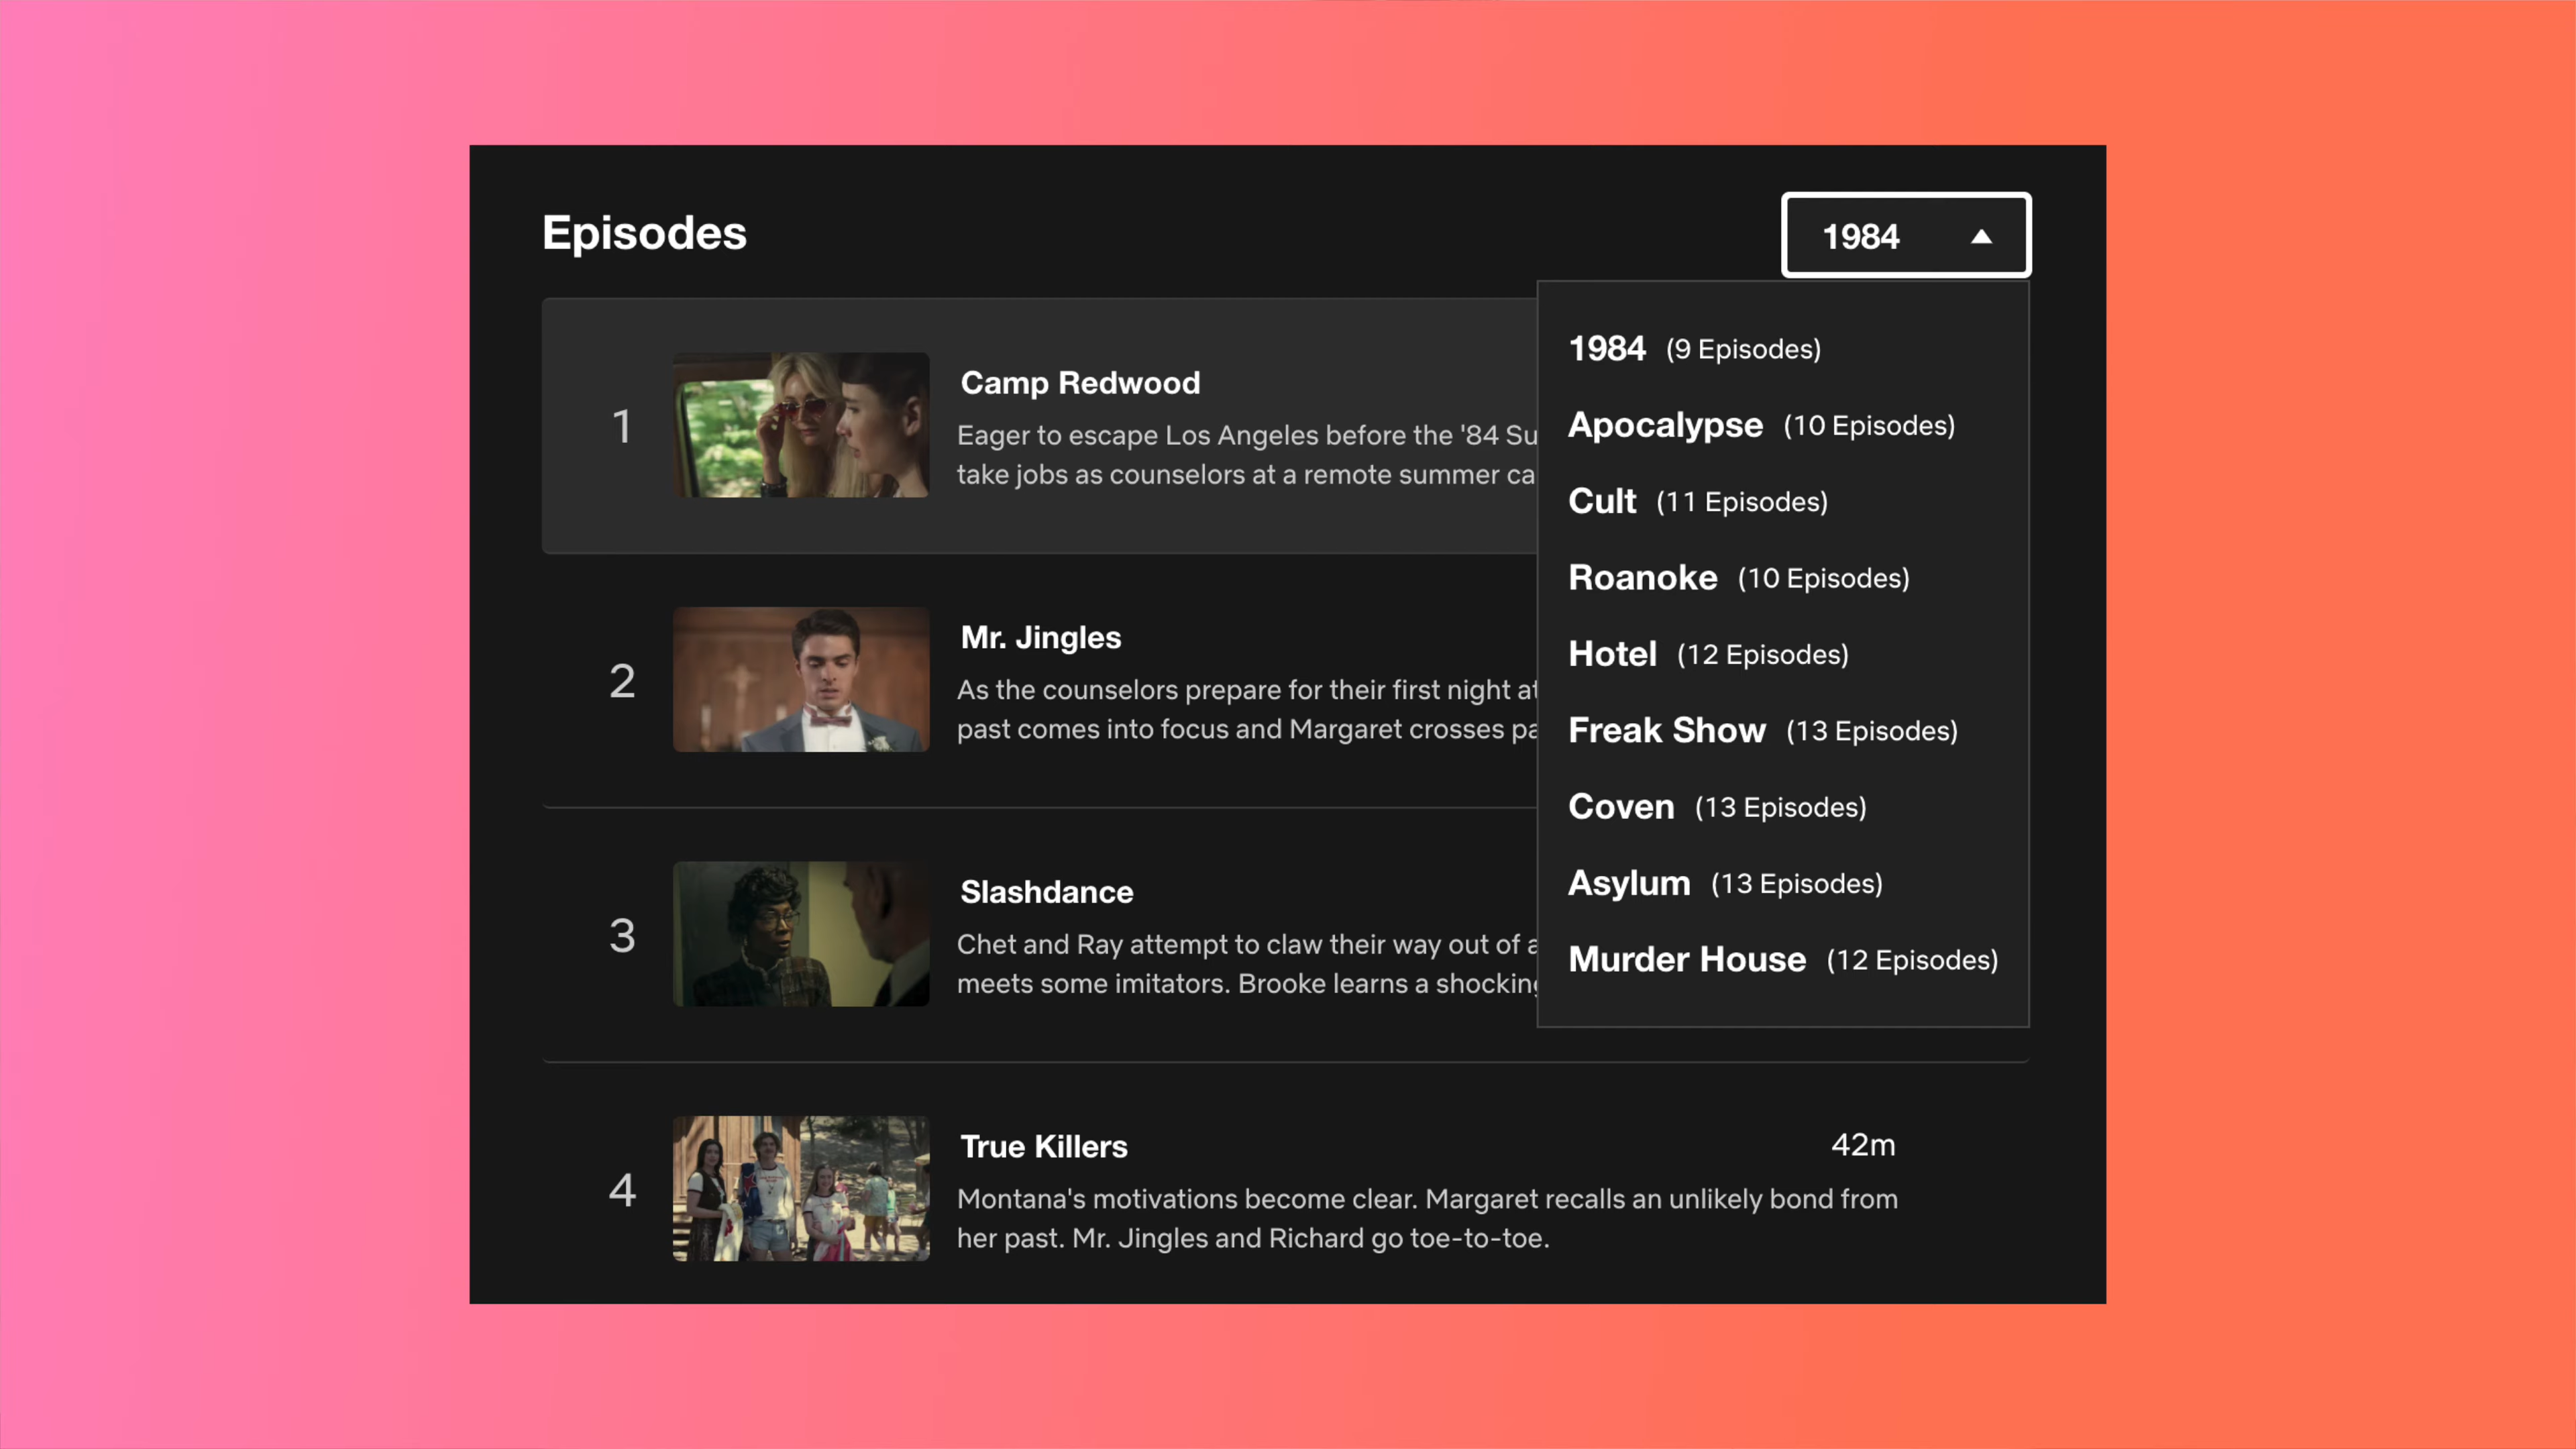 Episodes
1984
1984 (9 Episodes)
Apocalypse (10 Episodes)
Cult (11 Episodes)
Roanoke (10 Episodes)
Hotel (12 Episodes)
Freak Show (13 Episodes)
Coven (13 Episodes)
Asylum (13 Episodes)
Murder House (12 Episodes)
1
Camp Redwood
Eager to escape Los Angeles before the '84
take jobs as counselors at a remote summer
2
Mr. Jingles
As the counselors prepare for their first night at
past comes into focus and Margaret crosses
3
Slashdance
Chet and Ray attempt to claw their way out of
meets some imitators. Brooke learns a
4
True Killers
42m
Montana's motivations become clear. Margaret recalls an unlikely bond from
her past. Mr. Jingles and Richard go toe-to-toe.